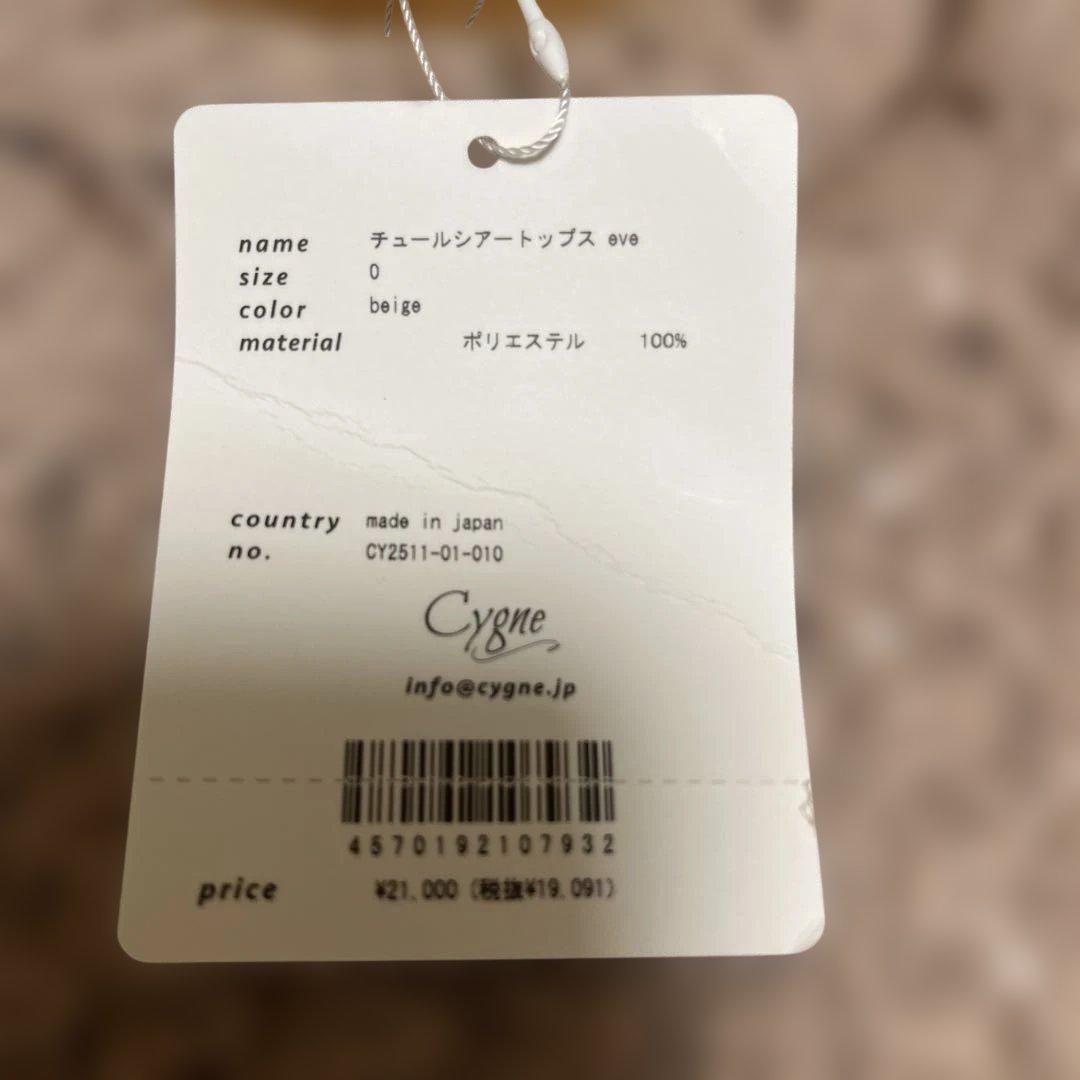 name チュールシアートップス eve
size 0
color beige
material ポリエステル 100%
country made in japan
no. CY2511-01-010
Cygne
info@cygne.jp
4570192107932
price ¥21,000 (税抜¥19,091)